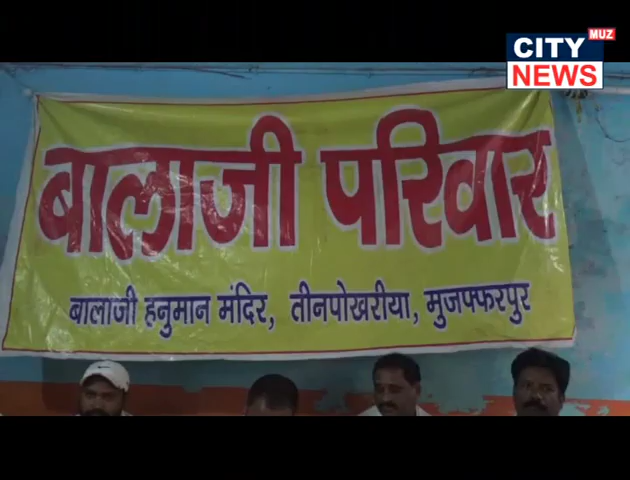 MUZ
CITY
NEWS
बालाजी परिवार
बालाजी हनुमान मंदिर, तीनपोखरीया, मुजफ्फरपुर